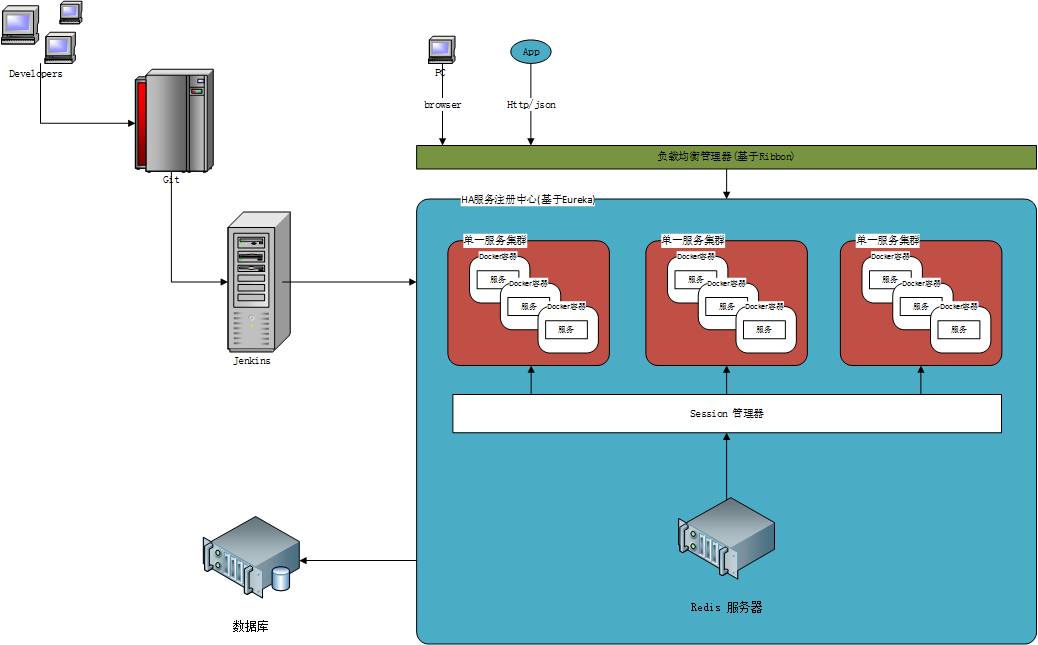 Developers
PC
App
browser
Http/json
Git
负载均衡管理器(基于Ribbon)
HA服务注册中心(基于Eureka)
单一服务集群
Docker容器
服务
Docker容器
服务
Docker容器
服务
单一服务集群
Docker容器
服务
Docker容器
服务
Docker容器
服务
单一服务集群
Docker容器
服务
Docker容器
服务
Docker容器
服务
Jenkins
Session 管理器
Redis 服务器
数据库